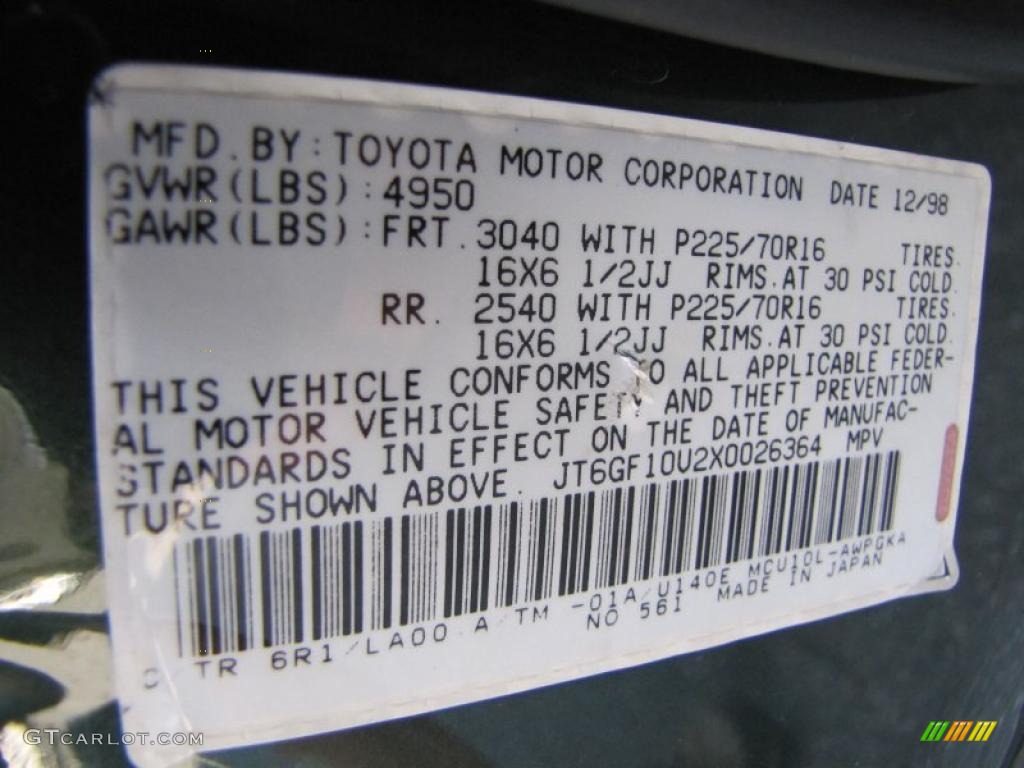 MFD. BY: TOYOTA MOTOR CORPORATION DATE 12/98
GVWR(LBS):4950
GAWR(LBS):FRT. 3040 WITH P225/70R16 TIRES.
16X6 1/2JJ RIMS.AT 30 PSI COLD.
RR. 2540 WITH P225/70R16 TIRES.
16X6 1/2JJ RIMS.AT 30 PSI COLD.
THIS VEHICLE CONFORMS TO ALL APPLICABLE FEDER-
AL MOTOR VEHICLE SAFETY AND THEFT PREVENTION
STANDARDS IN EFFECT ON THE DATE OF MANUFAC-
TURE SHOWN ABOVE. JT6GF10U2X0026364 MPV
C TR 6R1/LA00 A/TM -01A/U140E MCU10L-AWPGKA
NO 561 MADE IN JAPAN
GTCARLOT.COM